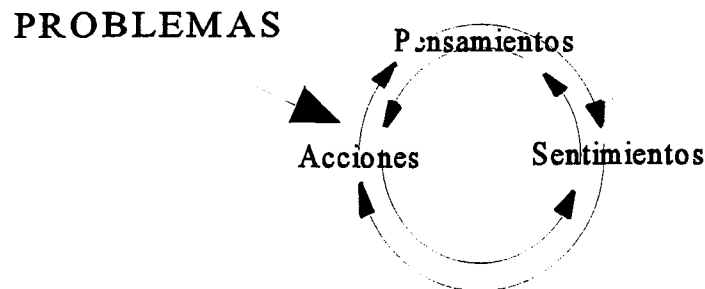 PROBLEMAS
Pensamientos
Acciones
Sentimientos